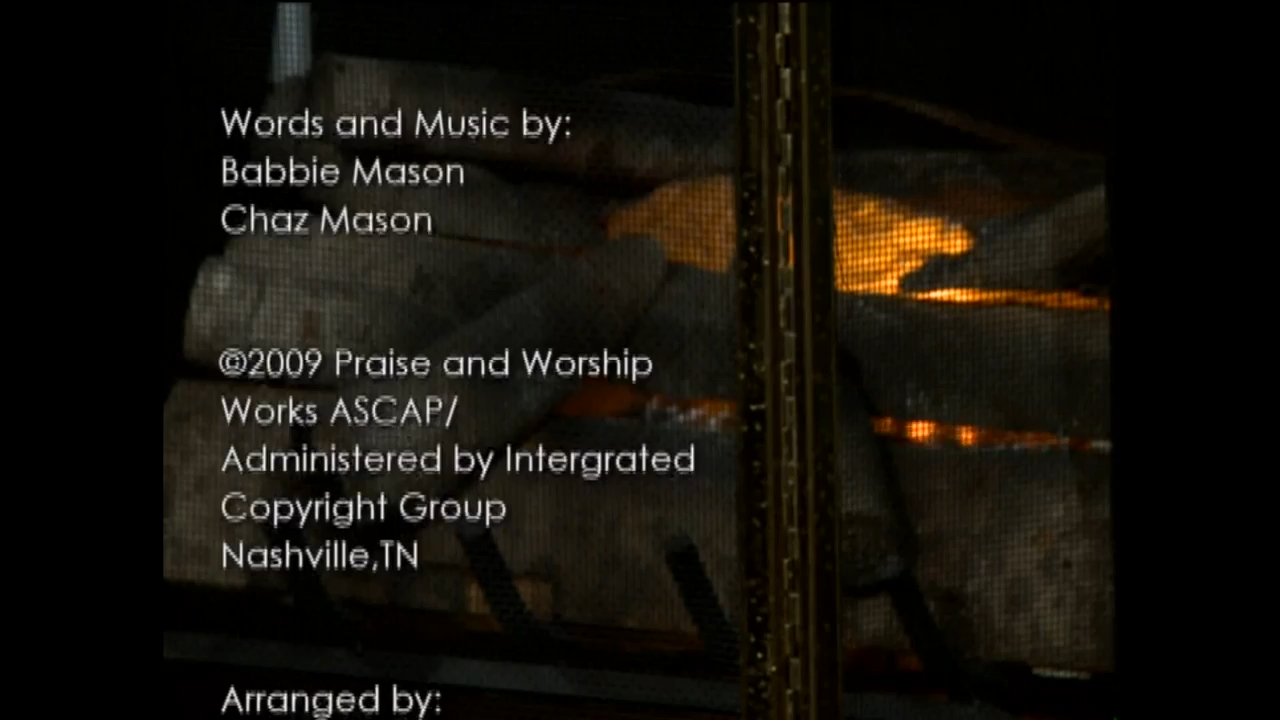 Words and Music by:
Babbie Mason
Chaz Mason
©2009 Praise and Worship
Works ASCAP/
Administered by Intergrated
Copyright Group
Nashville,TN
Arranged by: